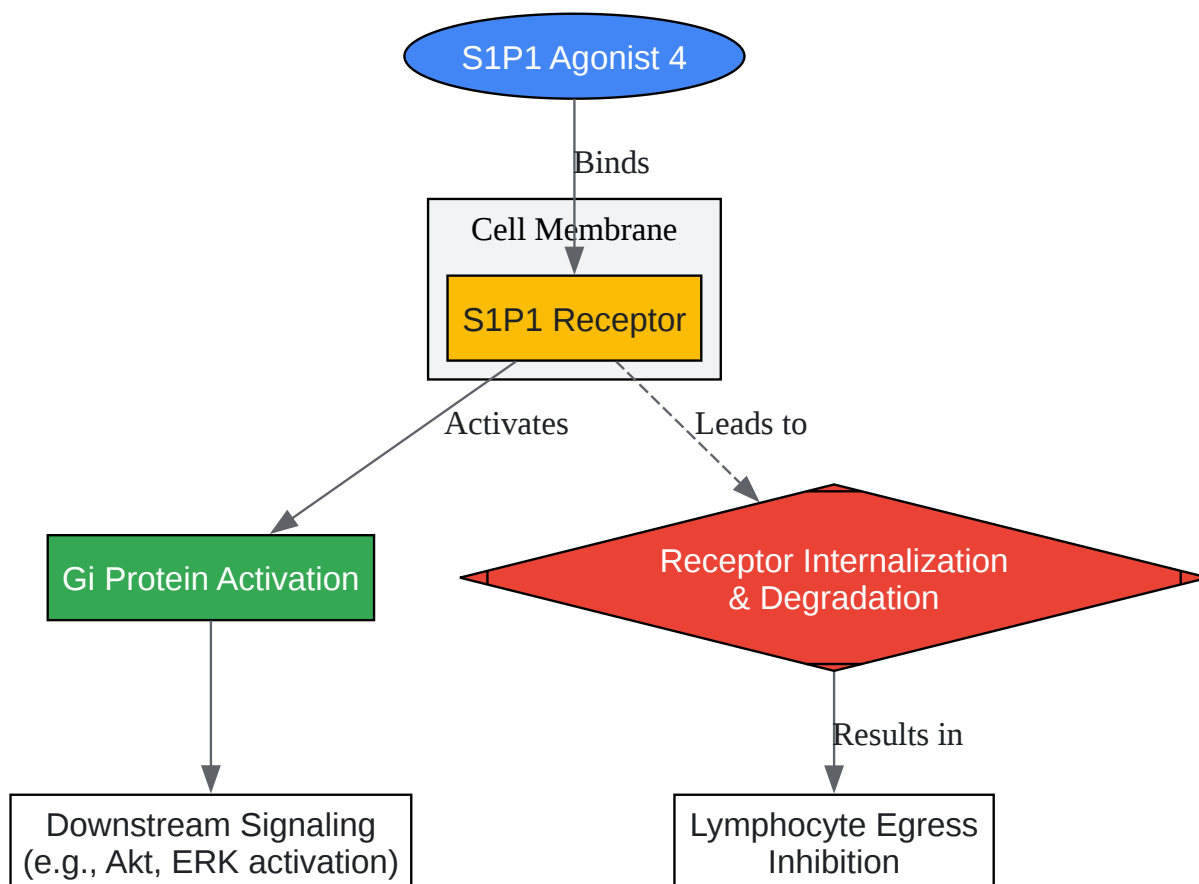 S1P1 Agonist 4
Binds
Cell Membrane
S1P1 Receptor
Activates
Leads to
Gi Protein Activation
Receptor Internalization
& Degradation
Results in
Downstream Signaling
(e.g., Akt, ERK activation)
Lymphocyte Egress
Inhibition